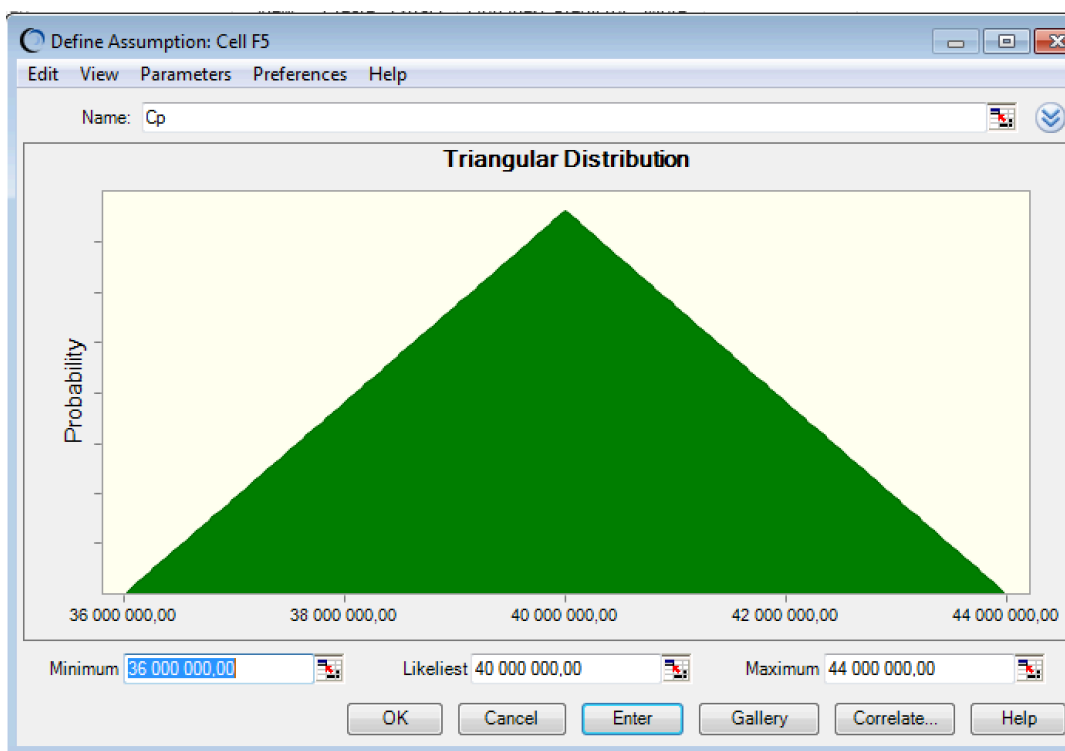 Define Assumption: Cell F5
Edit View Parameters Preferences Help
Name: Cp
Triangular Distribution
Probability
36 000 000,00 38 000 000,00 40 000 000,00 42 000 000,00 44 000 000,00
Minimum 36 000 000,00 Likeliest 40 000 000,00 Maximum 44 000 000,00
OK Cancel Enter Gallery Correlate... Help